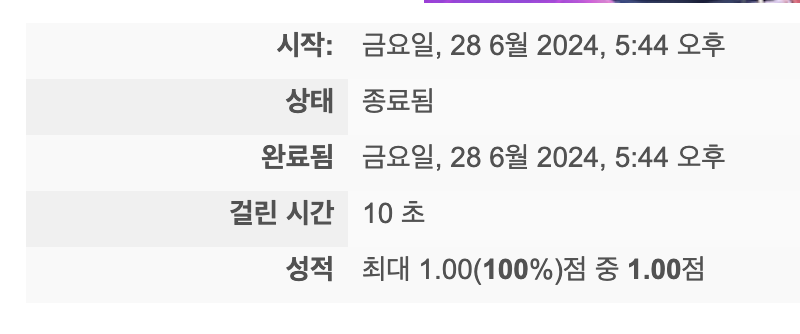 시작: 금요일, 28 6월 2024, 5:44 오후
상태 종료됨
완료됨 금요일, 28 6월 2024, 5:44 오후
걸린 시간 10 초
성적 최대 1.00(100%)점 중 1.00점